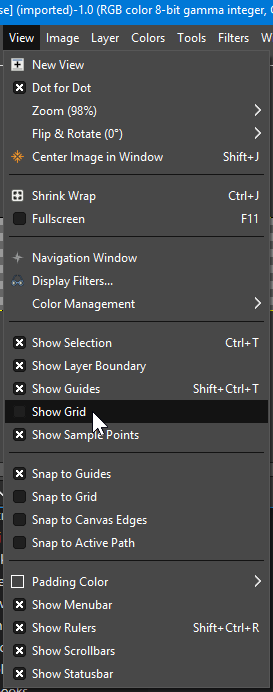 se] (imported)-1.0 (RGB color 8-bit gamma integer,
View Image Layer Colors Tools Filters W
New View
Dot for Dot
Zoom (98%)
Flip & Rotate (0°)
Center Image in Window Shift+J
Shrink Wrap Ctrl+J
Fullscreen F11
Navigation Window
Display Filters...
Color Management
Show Selection Ctrl+T
Show Layer Boundary
Show Guides Shift+Ctrl+T
Show Grid
Show Sample Points
Snap to Guides
Snap to Grid
Snap to Canvas Edges
Snap to Active Path
Padding Color
Show Menubar
Show Rulers Shift+Ctrl+R
Show Scrollbars
Show Statusbar